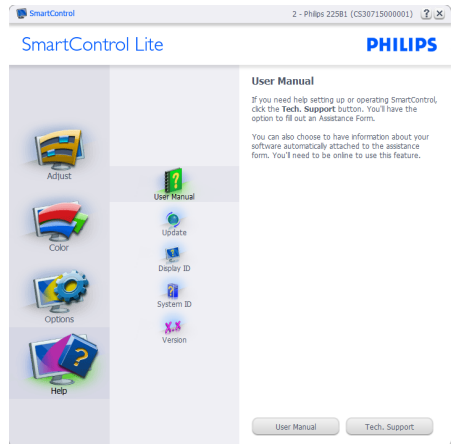 SmartControl
2 - Philips 225B1 (CS30715000001)
? X
SmartControl Lite
PHILIPS
Adjust
Color
Options
Help
User Manual
Update
Display ID
System ID
X.X
Version
User Manual
If you need help setting up or operating SmartControl,
click the Tech. Support button. You'll have the
option to fill out an Assistance Form.
You can also choose to have information about your
software automatically attached to the assistance
form. You'll need to be online to use this feature.
User Manual
Tech. Support